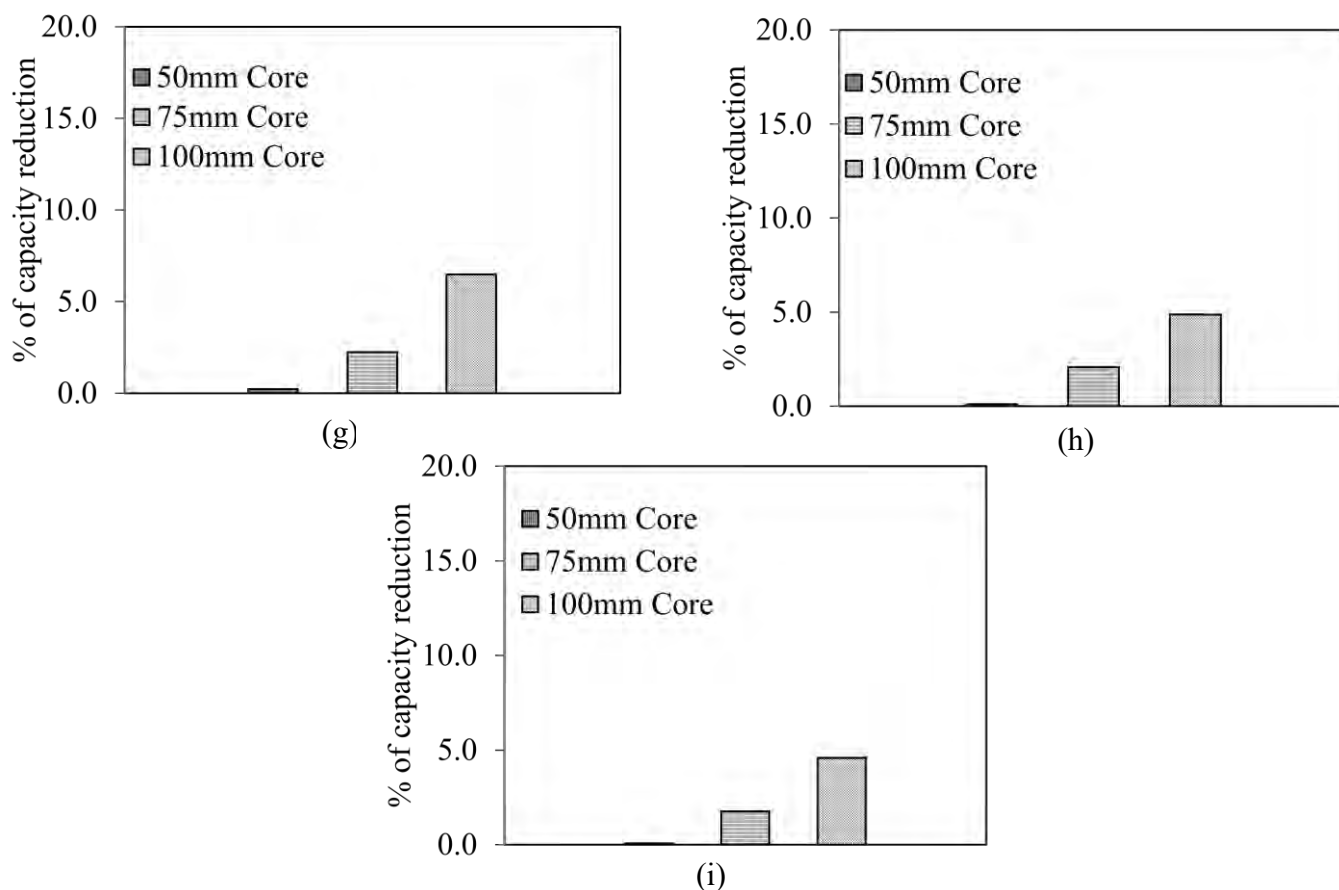 % of capacity reduction
20.0
15.0
10.0
5.0
0.0
50mm Core
75mm Core
100mm Core
(g)
% of capacity reduction
20.0
15.0
10.0
5.0
0.0
50mm Core
75mm Core
100mm Core
(h)
% of capacity reduction
20.0
15.0
10.0
5.0
0.0
50mm Core
75mm Core
100mm Core
(i)